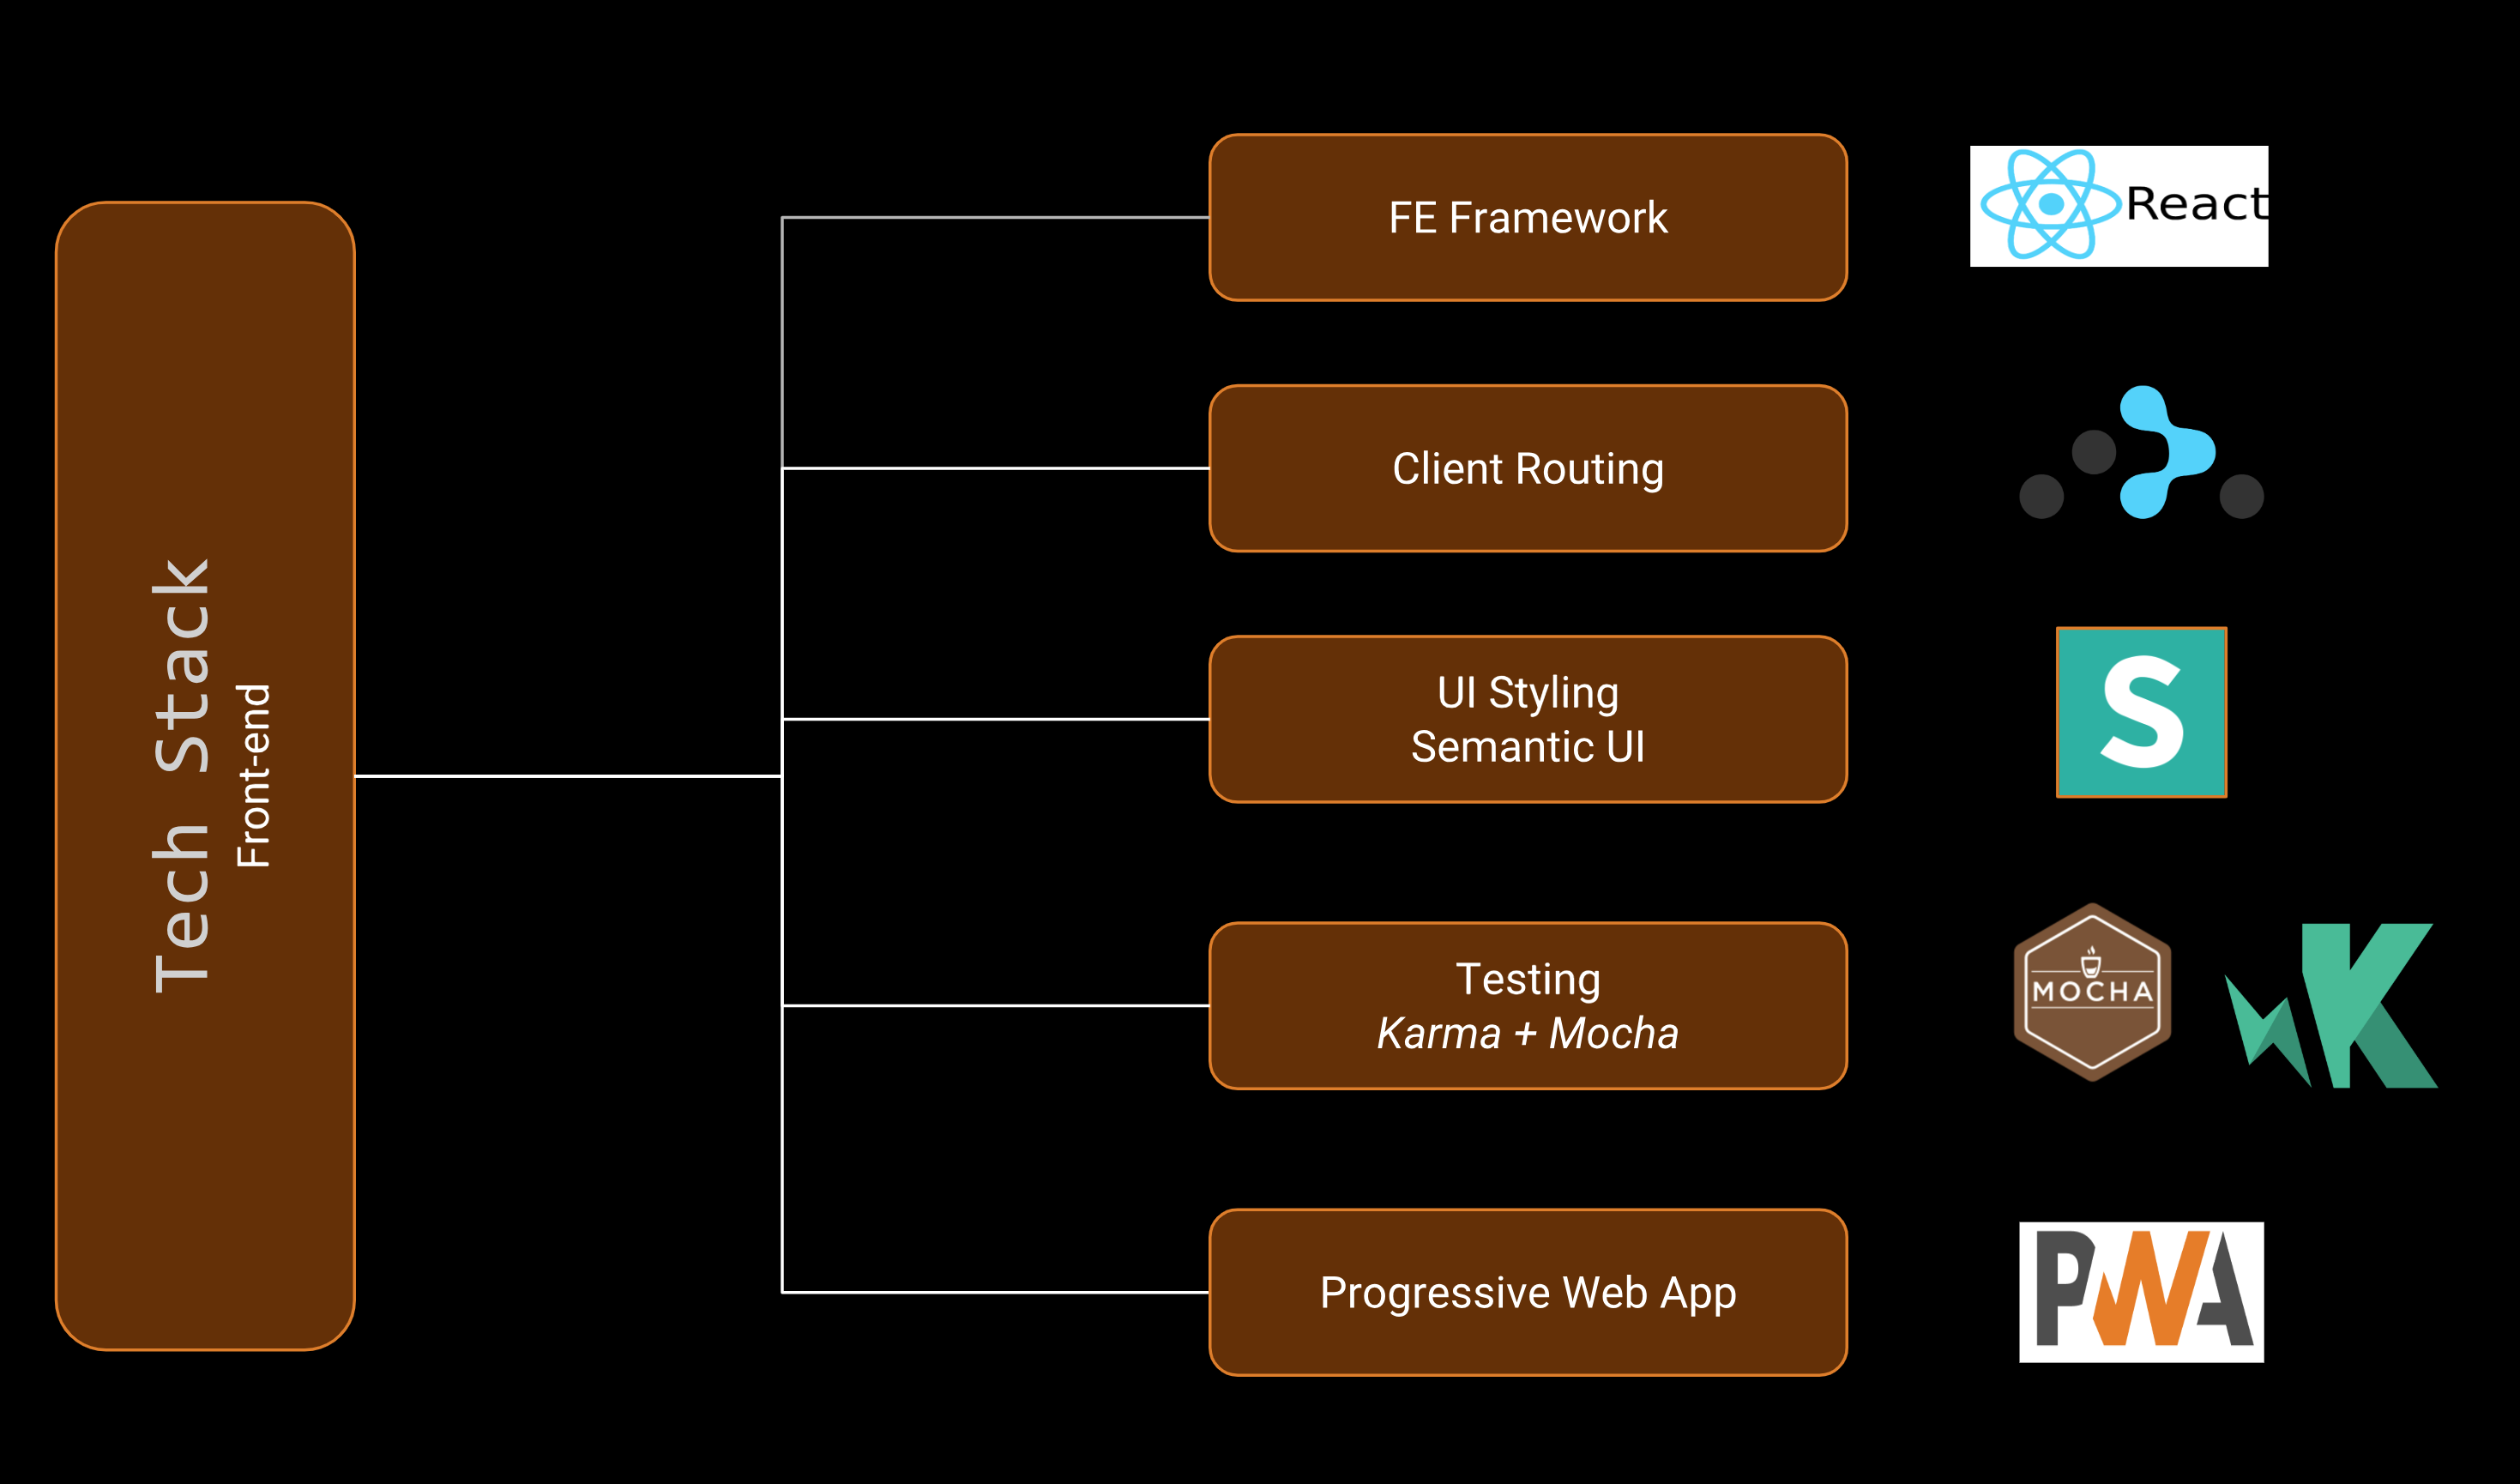 Tech Stack
Front-end
FE Framework
React
Client Routing
UI Styling
Semantic UI
S
Testing
Karma + Mocha
MOCHA
K
Progressive Web App
PWA